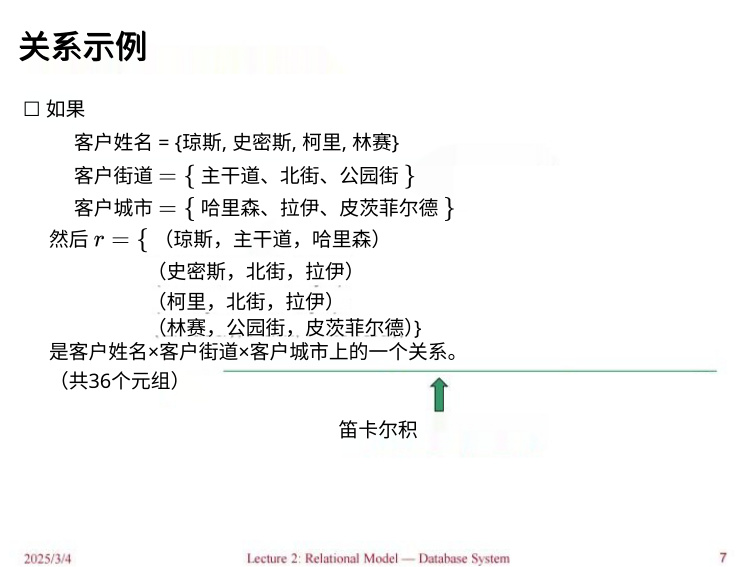 关系示例
□ 如果
客户姓名 = {琼斯, 史密斯, 柯里, 林赛}
客户街道 = { 主干道、北街、公园街 }
客户城市 = { 哈里森、拉伊、皮茨菲尔德 }
然后 r = { （琼斯，主干道，哈里森）
（史密斯，北街，拉伊）
（柯里，北街，拉伊）
（林赛，公园街，皮茨菲尔德）}
是客户姓名×客户街道×客户城市上的一个关系。
（共36个元组）
笛卡尔积
2025/3/4 Lecture 2: Relational Model — Database System 7